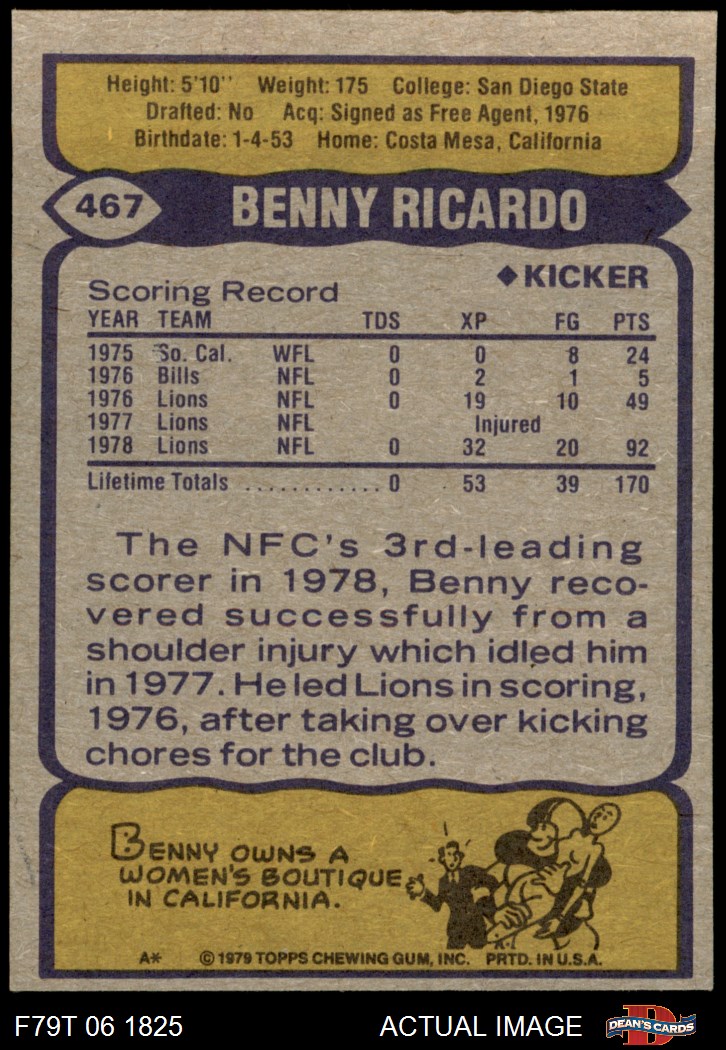 Height: 5'10'' Weight: 175 College: San Diego State
Drafted: No Acq: Signed as Free Agent, 1976
Birthdate: 1-4-53 Home: Costa Mesa, California
467 BENNY RICARDO
◆KICKER
Scoring Record
YEAR TEAM TDS XP FG PTS
1975 So. Cal. WFL 0 0 8 24
1976 Bills NFL 0 2 1 5
1976 Lions NFL 0 19 10 49
1977 Lions NFL Injured
1978 Lions NFL 0 32 20 92
Lifetime Totals ............ 0 53 39 170
The NFC's 3rd-leading
scorer in 1978, Benny reco-
vered successfully from a
shoulder injury which idled him
in 1977. He led Lions in scoring,
1976, after taking over kicking
chores for the club.
BENNY OWNS A
WOMEN'S BOUTIQUE
IN CALIFORNIA.
A* ©1979 TOPPS CHEWING GUM, INC. PRTD. IN U.S.A.
F79T 06 1825 ACTUAL IMAGE D DEAN'S CARDS